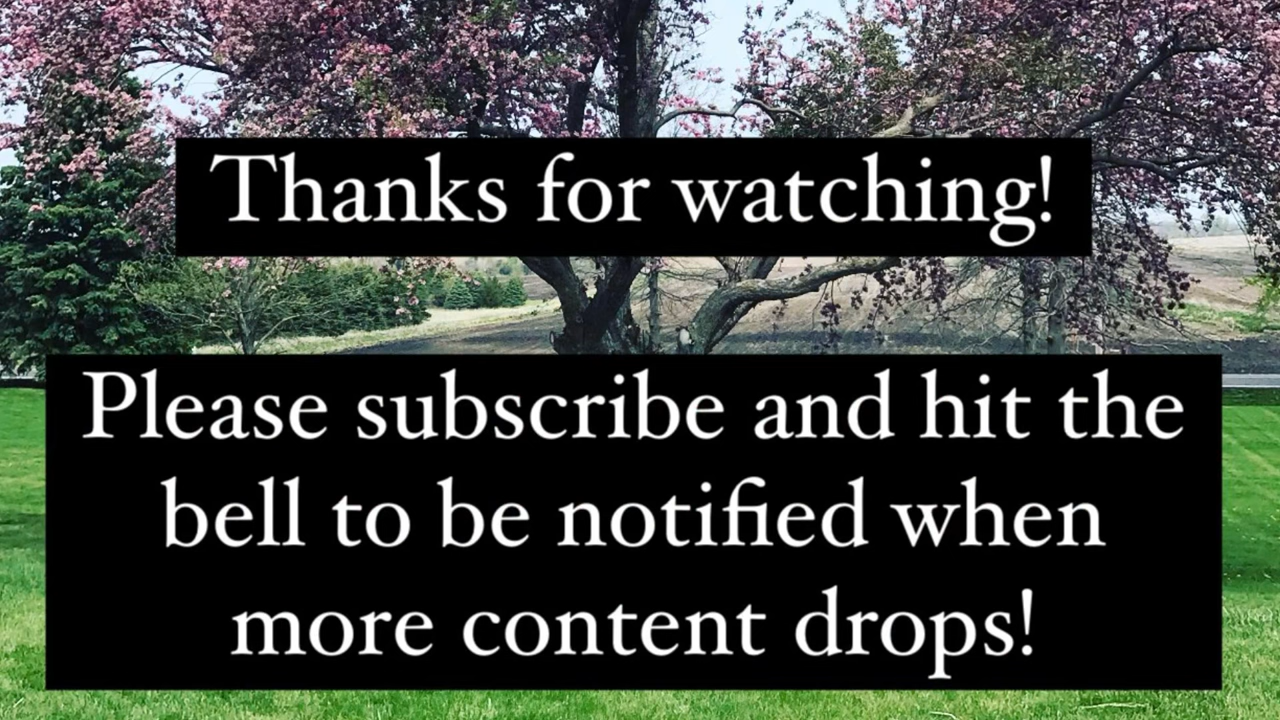 Thanks for watching!
Please subscribe and hit the
bell to be notified when
more content drops!